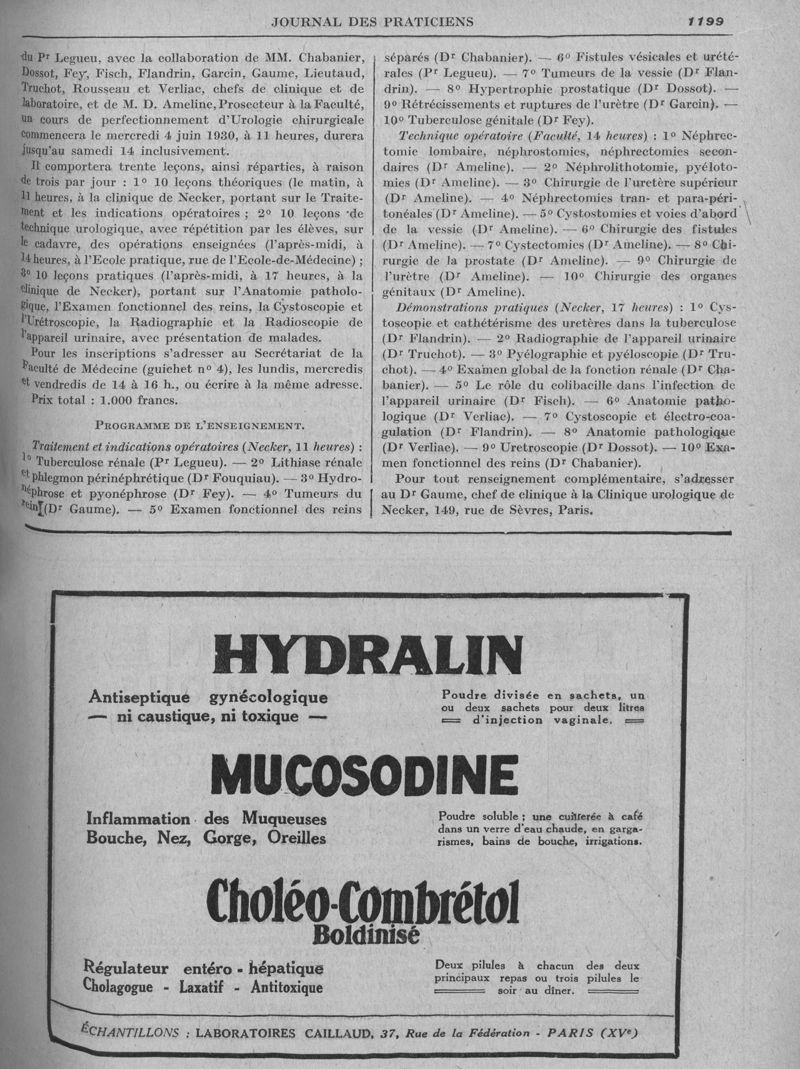 JOURNAL DES PRATICIENS 1199
du Pr Legueu, avec la collaboration de MM. Chabanier,
Dossot, Fey, Fisch, Flandrin, Garcin, Gaume, Lieutaud,
Truchot, Rousseau et Verliac, chefs de clinique et de
laboratoire, et de M. D. Ameline, Prosecteur à la Faculté,
un cours de perfectionnement d'Urologie chirurgicale
commencera le mercredi 4 juin 1930, à 11 heures, durera
jusqu'au samedi 14 inclusivement.
Il comportera trente leçons, ainsi réparties, à raison
de trois par jour : 1° 10 leçons théoriques (le matin, à
11 heures, à la clinique de Necker, portant sur le Traite-
ment et les indications opératoires ; 2° 10 leçons de
technique urologique, avec répétition par les élèves, sur
le cadavre, des opérations enseignées (l'après-midi, à
14 heures, à l'Ecole pratique, rue de l'Ecole-de-Médecine) ;
3° 10 leçons pratiques (l'après-midi, à 17 heures, à la
clinique de Necker), portant sur l'Anatomie patholo-
gique, l'Examen fonctionnel des reins, la Cystoscopie et
l'Urétroscopie, la Radiographie et la Radioscopie de
l'appareil urinaire, avec présentation de malades.
Pour les inscriptions s'adresser au Secrétariat de la
Faculté de Médecine (guichet n° 4), les lundis, mercredis
et vendredis de 14 à 16 h., ou écrire à la même adresse.
Prix total : 1.000 francs.
PROGRAMME DE L'ENSEIGNEMENT.
Traitement et indications opératoires (Necker, 11 heures) :
1° Tuberculose rénale (Pr Legueu). — 2° Lithiase rénale
et phlegmon périnéphrétique (Dr Fouquiau). — 3° Hydro-
néphrose et pyonéphrose (Dr Fey). — 4° Tumeurs du
rein (Dr Gaume). — 5° Examen fonctionnel des reins
séparés (Dr Chabanier). — 6° Fistules vésicales et urété-
rales (Pr Legueu). — 7° Tumeurs de la vessie (Dr Flan-
drin). — 8° Hypertrophie prostatique (Dr Dossot). —
9° Rétrécissements et ruptures de l'urètre (Dr Garcin). —
10° Tuberculose génitale (Dr Fey).
Technique opératoire (Faculté, 14 heures) : 1° Néphrec-
tomie lombaire, néphrostomies, néphrectomies secon-
daires (Dr Ameline). — 2° Néphrolithotomie, pyéloto-
mies (Dr Ameline). — 3° Chirurgie de l'uretère supérieur
(Dr Ameline). — 4° Néphrectomies tran- et para-péri-
tonéales (Dr Ameline). — 5° Cystostomies et voies d'abord
de la vessie (Dr Ameline). — 6° Chirurgie des fistules
(Dr Ameline). — 7° Cystectomies (Dr Ameline). — 8° Chi-
rurgie de la prostate (Dr Ameline). — 9° Chirurgie de
l'urètre (Dr Ameline). — 10° Chirurgie des organes
génitaux (Dr Ameline).
Démonstrations pratiques (Necker, 17 heures) : 1° Cys-
toscopie et cathétérisme des uretères dans la tuberculose
(Dr Flandrin). — 2° Radiographie de l'appareil urinaire
(Dr Truchot). — 3° Pyélographie et pyéloscopie (Dr Tru-
chot). — 4° Examen global de la fonction rénale (Dr Cha-
banier). — 5° Le rôle du colibacille dans l'infection de
l'appareil urinaire (Dr Fisch). — 6° Anatomie patho-
logique (Dr Verliac). — 7° Cystoscopie et électro-coa-
gulation (Dr Flandrin). — 8° Anatomie pathologique
(Dr Verliac). — 9° Uretroscopie (Dr Dossot). — 10° Exa-
men fonctionnel des reins (Dr Chabanier).
Pour tout renseignement complémentaire, s'adresser
au Dr Gaume, chef de clinique à la Clinique urologique de
Necker, 149, rue de Sèvres, Paris.
HYDRALIN
Antiseptique gynécologique
— ni caustique, ni toxique —
Poudre divisée en sachets, un
ou deux sachets pour deux litres
d'injection vaginale.
MUCOSODINE
Inflammation des Muqueuses
Bouche, Nez, Gorge, Oreilles
Poudre soluble : une cuillerée à café
dans un verre d'eau chaude, en garga-
rismes, bains de bouche, irrigations.
Choléo-Combrétol
Boldinisé
Régulateur entéro-hépatique
Cholagogue - Laxatif - Antitoxique
Deux pilules à chacun des deux
principaux repas ou trois pilules le
soir au dîner.
ÉCHANTILLONS : LABORATOIRES CAILLAUD, 37, Rue de la Fédération - PARIS (XVe)